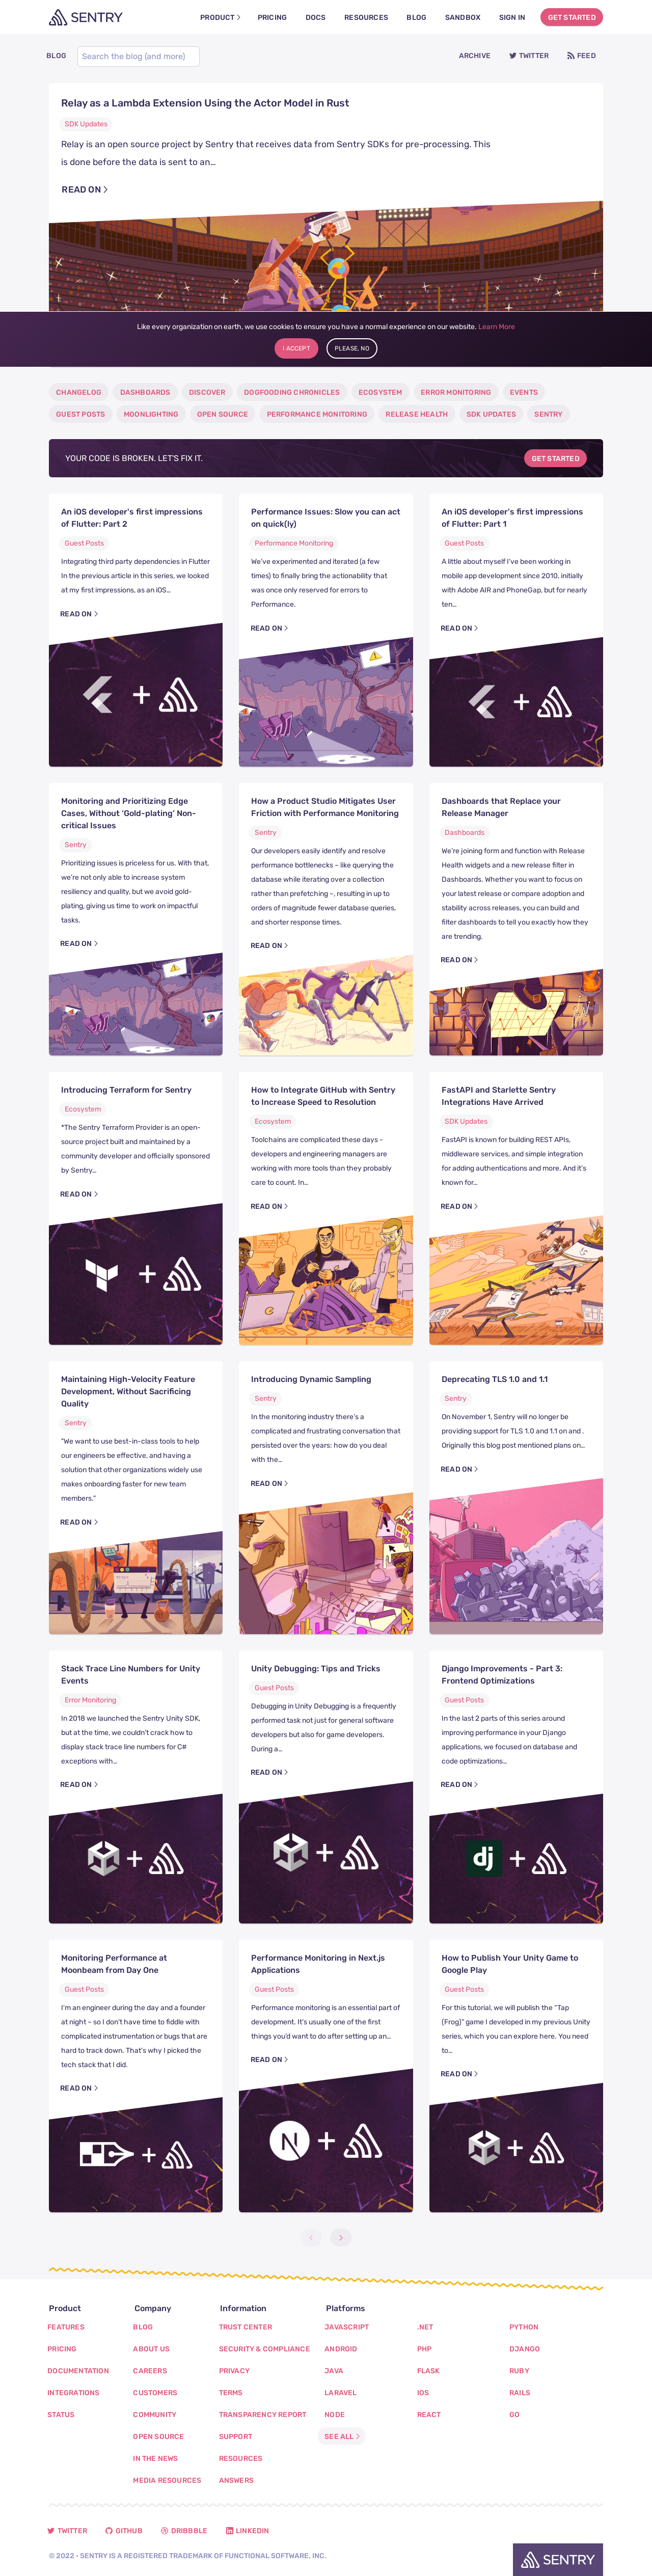 SENTRY
PRODUCT PRICING DOCS RESOURCES BLOG SANDBOX SIGN IN GET STARTED
BLOG Search the blog (and more) ARCHIVE TWITTER FEED
Relay as a Lambda Extension Using the Actor Model in Rust
SDK Updates
Relay is an open source project by Sentry that receives data from Sentry SDKs for pre-processing. This
is done before the data is sent to an…
READ ON
Like every organization on earth, we use cookies to ensure you have a normal experience on our website. Learn More
I ACCEPT PLEASE, NO
CHANGELOG DASHBOARDS DISCOVER DOGFOODING CHRONICLES ECOSYSTEM ERROR MONITORING EVENTS
GUEST POSTS MOONLIGHTING OPEN SOURCE PERFORMANCE MONITORING RELEASE HEALTH SDK UPDATES SENTRY
YOUR CODE IS BROKEN. LET'S FIX IT. GET STARTED
An iOS developer's first impressions
of Flutter: Part 2
Guest Posts
Integrating third party dependencies in Flutter
In the previous article in this series, we looked
at my first impressions, as an iOS…
READ ON
Performance Issues: Slow you can act
on quick(ly)
Performance Monitoring
We've experimented and iterated (a few
times) to finally bring the actionability that
was once only reserved for errors to
Performance.
READ ON
An iOS developer's first impressions
of Flutter: Part 1
Guest Posts
A little about myself I've been working in
mobile app development since 2010, initially
with Adobe AIR and PhoneGap, but for nearly
ten…
READ ON
Monitoring and Prioritizing Edge
Cases, Without 'Gold-plating' Non-
critical Issues
Sentry
Prioritizing issues is priceless for us. With that,
we're not only able to increase system
resiliency and quality, but we avoid gold-
plating, giving us time to work on impactful
tasks.
READ ON
How a Product Studio Mitigates User
Friction with Performance Monitoring
Sentry
Our developers easily identify and resolve
performance bottlenecks – like querying the
database while iterating over a collection
rather than prefetching –, resulting in up to
orders of magnitude fewer database queries,
and shorter response times.
READ ON
Dashboards that Replace your
Release Manager
Dashboards
We're joining form and function with Release
Health widgets and a new release filter in
Dashboards. Whether you want to focus on
your latest release or compare adoption and
stability across releases, you can build and
filter dashboards to tell you exactly how they
are trending.
READ ON
Introducing Terraform for Sentry
Ecosystem
*The Sentry Terraform Provider is an open-
source project built and maintained by a
community developer and officially sponsored
by Sentry…
READ ON
How to Integrate GitHub with Sentry
to Increase Speed to Resolution
Ecosystem
Toolchains are complicated these days -
developers and engineering managers are
working with more tools than they probably
care to count. In…
READ ON
FastAPI and Starlette Sentry
Integrations Have Arrived
SDK Updates
FastAPI is known for building REST APIs,
middleware services, and simple integration
for adding authentications and more. And it's
known for…
READ ON
Maintaining High-Velocity Feature
Development, Without Sacrificing
Quality
Sentry
"We want to use best-in-class tools to help
our engineers be effective, and having a
solution that other organizations widely use
makes onboarding faster for new team
members."
READ ON
Introducing Dynamic Sampling
Sentry
In the monitoring industry there's a
complicated and frustrating conversation that
persisted over the years: how do you deal
with the…
READ ON
Deprecating TLS 1.0 and 1.1
Sentry
On November 1, Sentry will no longer be
providing support for TLS 1.0 and 1.1 on and .
Originally this blog post mentioned plans on…
READ ON
Stack Trace Line Numbers for Unity
Events
Error Monitoring
In 2018 we launched the Sentry Unity SDK,
but at the time, we couldn't crack how to
display stack trace line numbers for C#
exceptions with…
READ ON
Unity Debugging: Tips and Tricks
Guest Posts
Debugging in Unity Debugging is a frequently
performed task not just for general software
developers but also for game developers.
During a…
READ ON
Django Improvements - Part 3:
Frontend Optimizations
Guest Posts
In the last 2 parts of this series around
improving performance in your Django
applications, we focused on database and
code optimizations…
READ ON
dj
Monitoring Performance at
Moonbeam from Day One
Guest Posts
I'm an engineer during the day and a founder
at night – so I don't have time to fiddle with
complicated instrumentation or bugs that are
hard to track down. That's why I picked the
tech stack that I did.
READ ON
Performance Monitoring in Next.js
Applications
Guest Posts
Performance monitoring is an essential part of
development. It's usually one of the first
things you'd want to do after setting up an…
READ ON
N
How to Publish Your Unity Game to
Google Play
Guest Posts
For this tutorial, we will publish the "Tap
(Frog)" game I developed in my previous Unity
series, which you can explore here. You need
to…
READ ON
Product
FEATURES
PRICING
DOCUMENTATION
INTEGRATIONS
STATUS
Company
BLOG
ABOUT US
CAREERS
CUSTOMERS
COMMUNITY
OPEN SOURCE
IN THE NEWS
MEDIA RESOURCES
Information
TRUST CENTER
SECURITY & COMPLIANCE
PRIVACY
TERMS
TRANSPARENCY REPORT
SUPPORT
RESOURCES
ANSWERS
Platforms
JAVASCRIPT
ANDROID
JAVA
LARAVEL
NODE
SEE ALL
.NET
PHP
FLASK
IOS
REACT
PYTHON
DJANGO
RUBY
RAILS
GO
TWITTER GITHUB DRIBBBLE LINKEDIN
© 2022 • SENTRY IS A REGISTERED TRADEMARK OF FUNCTIONAL SOFTWARE, INC.
SENTRY